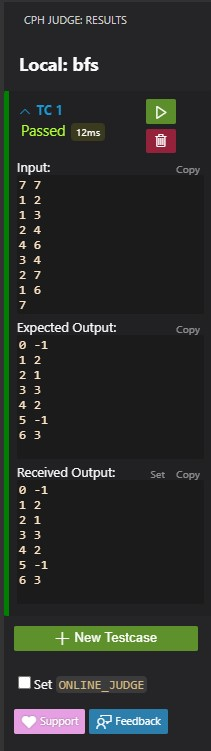 CPH JUDGE: RESULTS
Local: bfs
TC 1
Passed 12ms
Input: Copy
7 7
1 2
1 3
2 4
4 6
3 4
2 7
1 6
7
Expected Output: Copy
0 -1
1 2
2 1
3 3
4 2
5 -1
6 3
Received Output: Set Copy
0 -1
1 2
2 1
3 3
4 2
5 -1
6 3
+ New Testcase
Set ONLINE_JUDGE
Support Feedback